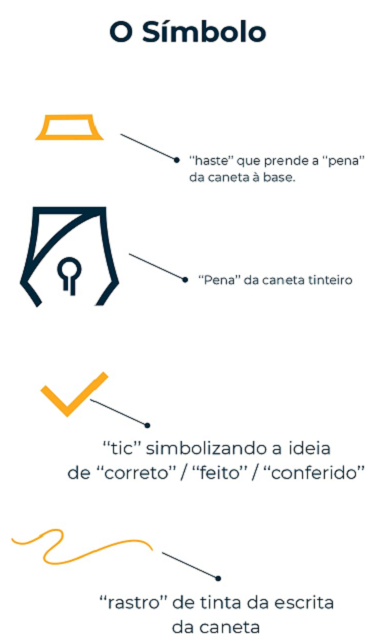 O Símbolo
“haste” que prende a “pena”
da caneta à base.
“Pena” da caneta tinteiro
“tic” simbolizando a ideia
de “correto” / “feito” / “conferido”
“rastro” de tinta da escrita
da caneta